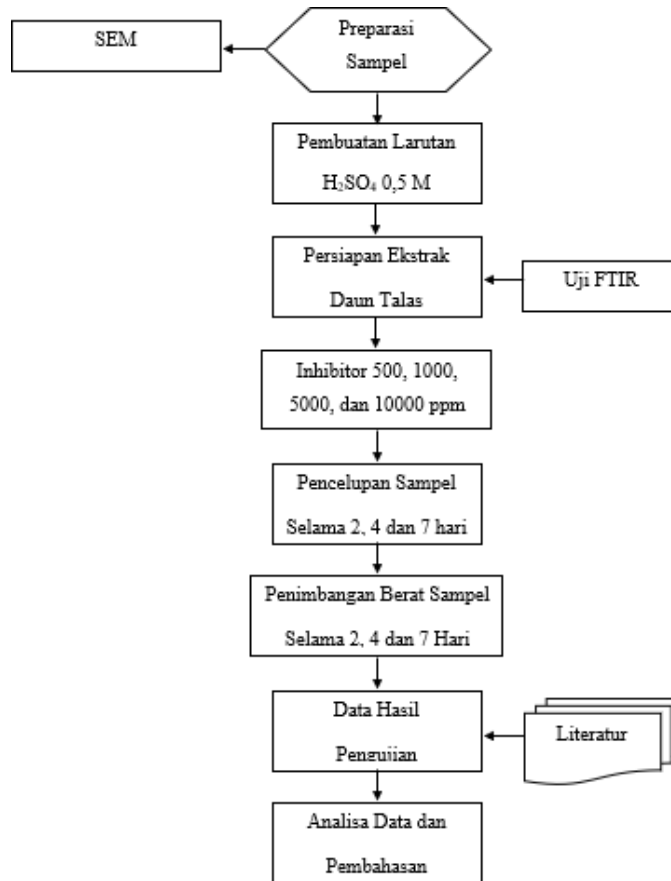 SEM
Preparasi
Sampel
Pembuatan Larutan
H₂SO₄ 0,5 M
Persiapan Ekstrak
Daun Talas
Uji FTIR
Inhibitor 500, 1000,
5000, dan 10000 ppm
Pencelupan Sampel
Selama 2, 4 dan 7 hari
Penimbangan Berat Sampel
Selama 2, 4 dan 7 Hari
Data Hasil
Pengujian
Literatur
Analisa Data dan
Pembahasan